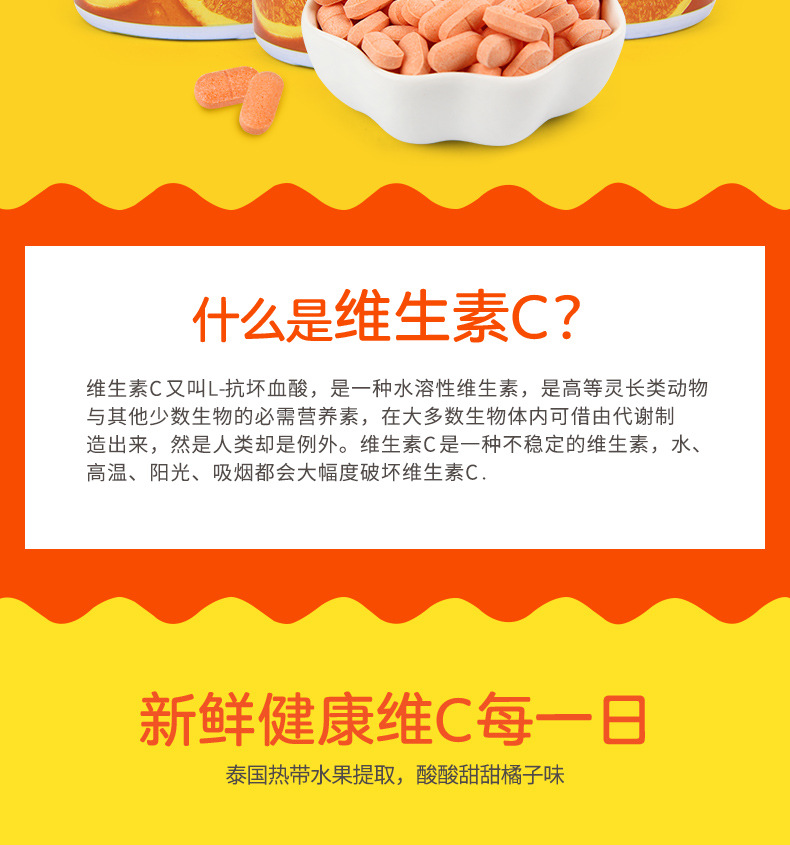 什么是维生素C？
维生素C又叫L-抗坏血酸，是一种水溶性维生素，是高等灵长类动物
与其他少数生物的必需营养素，在大多数生物体内可借由代谢制
造出来，然是人类却是例外。维生素C是一种不稳定的维生素，水、
高温、阳光、吸烟都会大幅度破坏维生素C.
新鲜健康维C每一日
泰国热带水果提取，酸酸甜甜橘子味